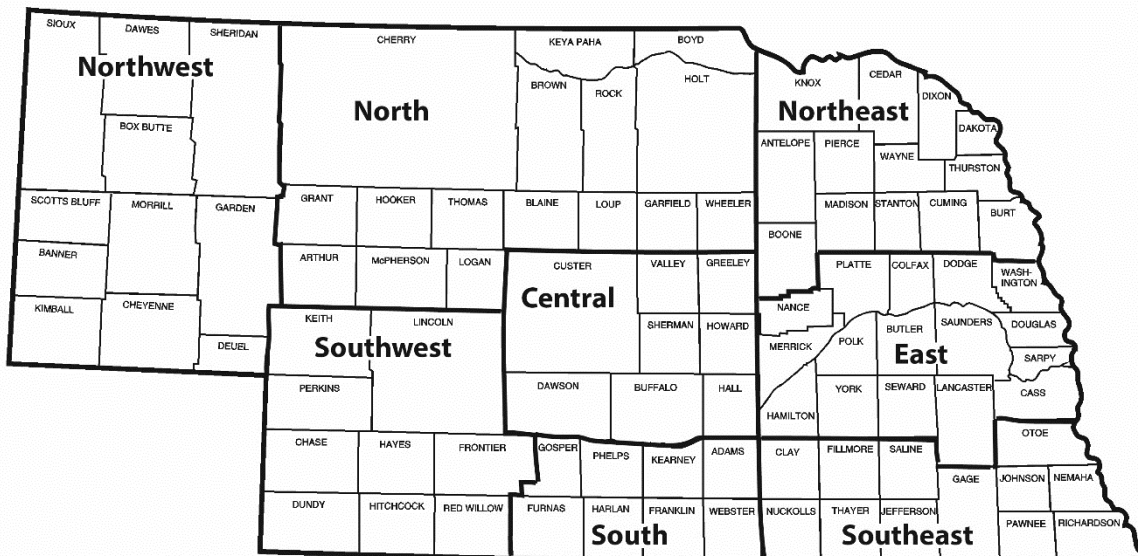 SIOUX
DAWES
SHERIDAN
CHERRY
KEYA PAHA
BOYD
Northwest
North
BROWN
ROCK
HOLT
KNOX
CEDAR
DIXON
Northeast
DAKOTA
BOX BUTTE
ANTELOPE
PIERCE
WAYNE
THURSTON
SCOTTS BLUFF
MORRILL
GARDEN
GRANT
HOOKER
THOMAS
BLAINE
LOUP
GARFIELD
WHEELER
MADISON
STANTON
CUMING
BURT
BOONE
BANNER
ARTHUR
McPHERSON
LOGAN
CUSTER
VALLEY
GREELEY
PLATTE
COLFAX
DODGE
WASH-
INGTON
Central
KIMBALL
CHEYENNE
NANCE
KEITH
LINCOLN
SHERMAN
HOWARD
MERRICK
POLK
BUTLER
SAUNDERS
DOUGLAS
DEUEL
Southwest
East
SARPY
PERKINS
DAWSON
BUFFALO
HALL
YORK
SEWARD
LANCASTER
CASS
HAMILTON
CHASE
HAYES
FRONTIER
GOSPER
PHELPS
KEARNEY
ADAMS
CLAY
FILLMORE
SALINE
OTOE
GAGE
JOHNSON
NEMAHA
DUNDY
HITCHCOCK
RED WILLOW
FURNAS
HARLAN
FRANKLIN
WEBSTER
NUCKOLLS
THAYER
JEFFERSON
PAWNEE
RICHARDSON
South
Southeast